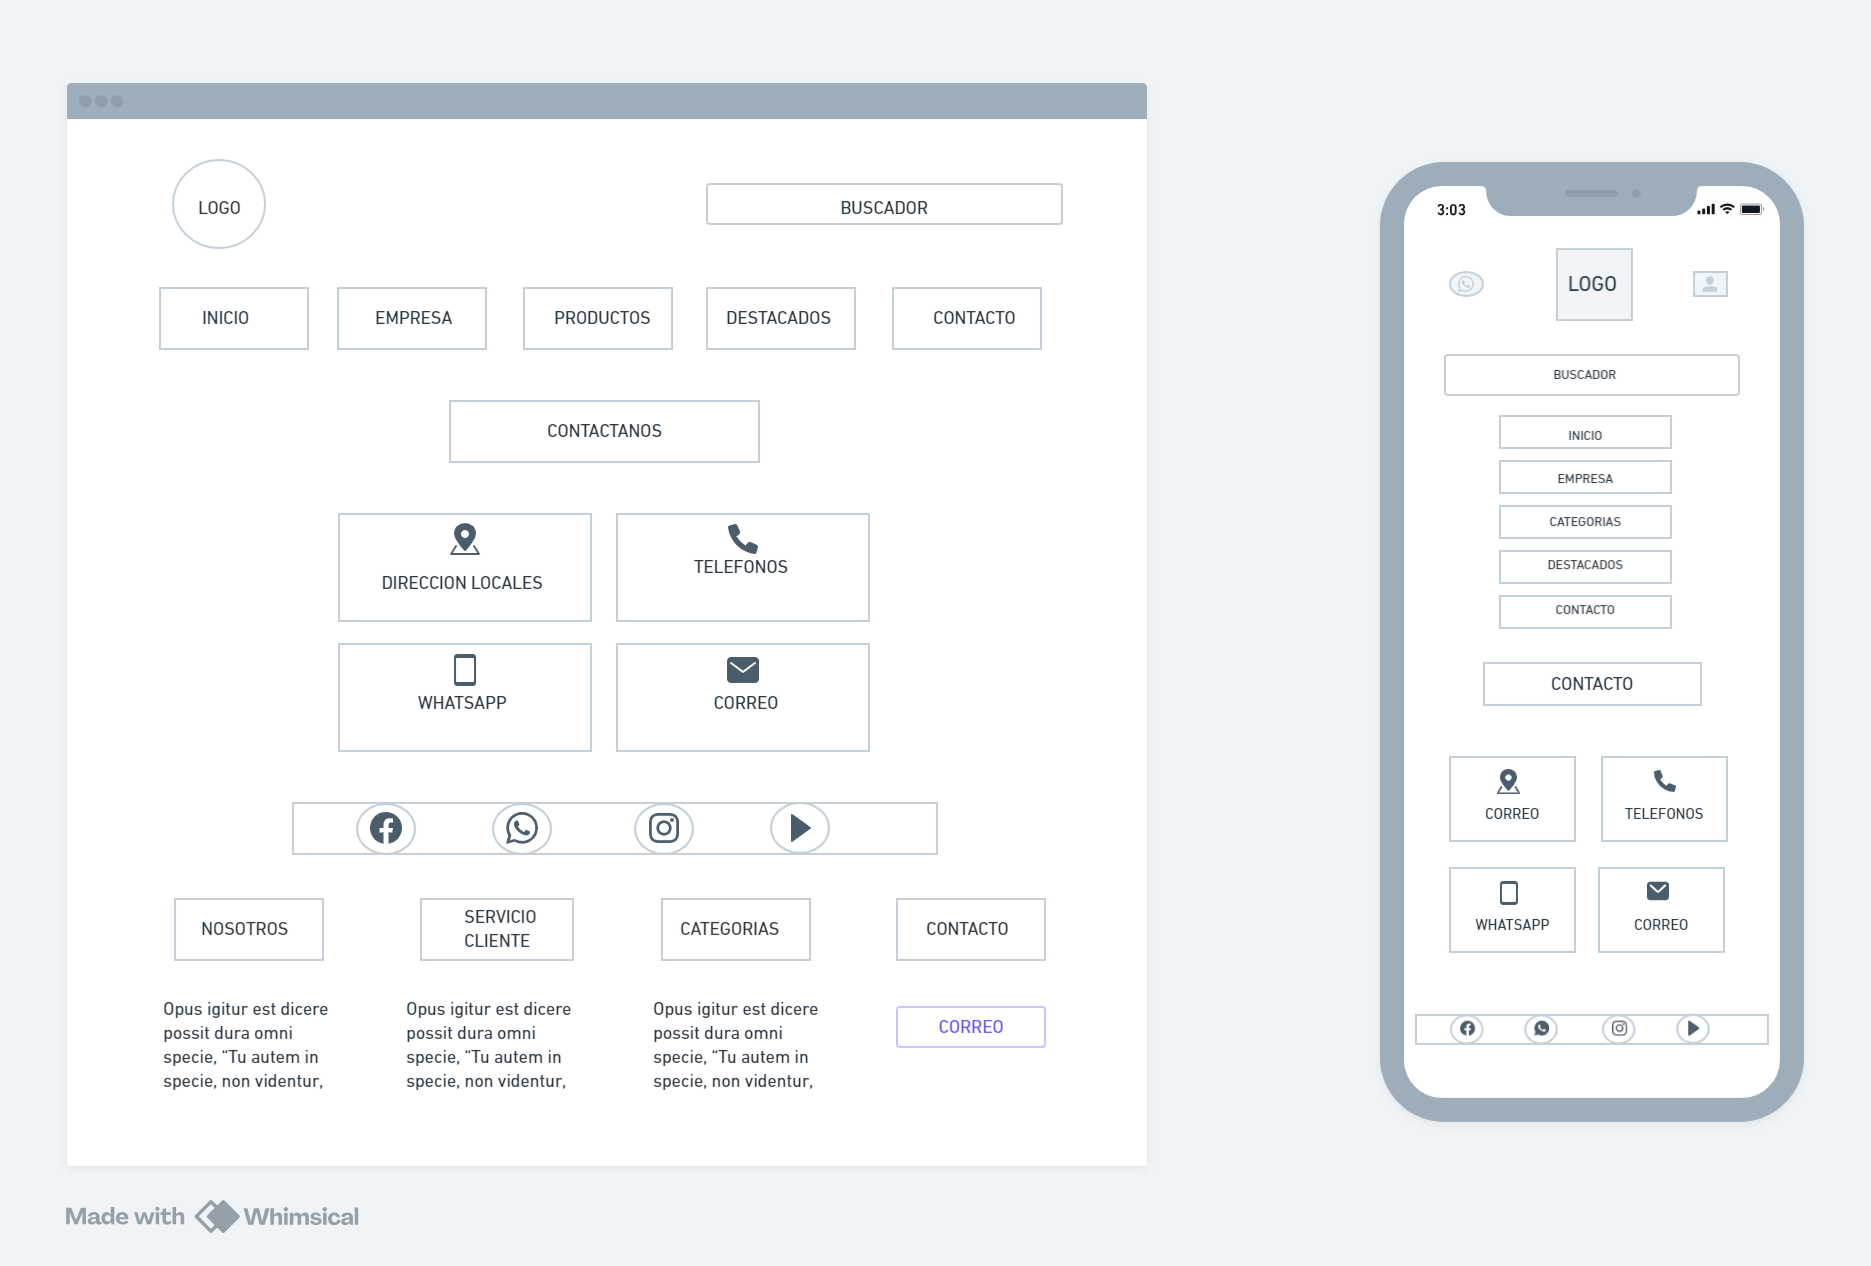 LOGO
BUSCADOR
INICIO
EMPRESA
PRODUCTOS
DESTACADOS
CONTACTO
CONTACTANOS
DIRECCION LOCALES
TELEFONOS
WHATSAPP
CORREO
NOSOTROS
SERVICIO
CLIENTE
CATEGORIAS
CONTACTO
Opus igitur est dicere
possit dura omni
specie, “Tu autem in
specie, non videntur,
Opus igitur est dicere
possit dura omni
specie, “Tu autem in
specie, non videntur,
Opus igitur est dicere
possit dura omni
specie, “Tu autem in
specie, non videntur,
CORREO
3:03
LOGO
BUSCADOR
INICIO
EMPRESA
CATEGORIAS
DESTACADOS
CONTACTO
CONTACTO
CORREO
TELEFONOS
WHATSAPP
CORREO
Made with Whimsical